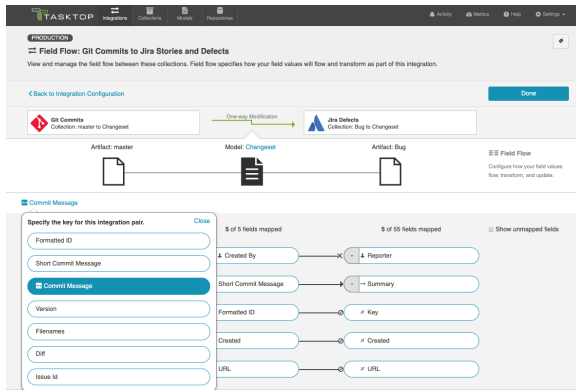 TASKTOP
Integrations
Collections
Models
Repositories
Activity
Metrics
Help
Settings
PRODUCTION
Field Flow: Git Commits to Jira Stories and Defects
View and manage the field flow between these collections. Field flow specifies how your field values will flow and transform as part of this integration.
Back to Integration Configuration
Done
Git Commits
Collection: master to Changeset
One-way Modification
Jira Defects
Collection: Bug to Changeset
Artifact: master
Model: Changeset
Artifact: Bug
Field Flow
Configure how your field values
flow, transform, and update.
Commit Message
Specify the key for this integration pair.
Close
Formatted ID
Short Commit Message
Commit Message
Version
Filenames
Diff
Issue Id
5 of 5 fields mapped
5 of 55 fields mapped
Show unmapped fields
Created By
Reporter
Short Commit Message
Summary
Formatted ID
Key
Created
Created
URL
URL